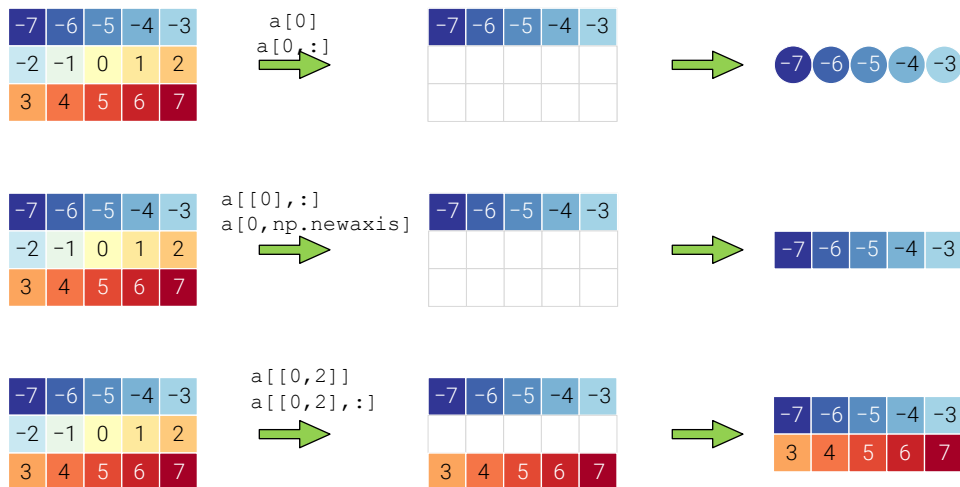 a[0]
a[0,:]
−7 −6 −5 −4 −3
−2 −1 0 1 2
3 4 5 6 7
−7 −6 −5 −4 −3
−7 −6 −5 −4 −3
a[[0],:]
a[0,np.newaxis]
−7 −6 −5 −4 −3
−2 −1 0 1 2
3 4 5 6 7
−7 −6 −5 −4 −3
−7 −6 −5 −4 −3
a[[0,2]]
a[[0,2],:]
−7 −6 −5 −4 −3
−2 −1 0 1 2
3 4 5 6 7
−7 −6 −5 −4 −3
3 4 5 6 7
−7 −6 −5 −4 −3
3 4 5 6 7